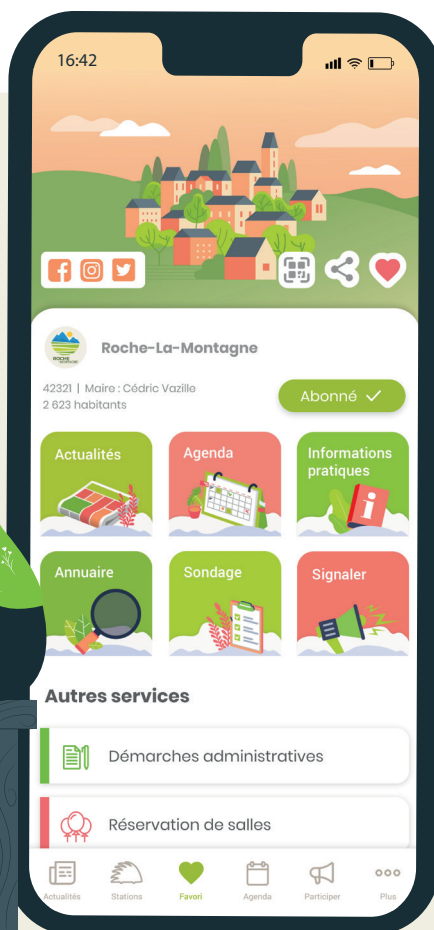 16:42
Roche-La-Montagne
ROCHE
42321 | Maire : Cédric Vazille
2 623 habitants
Abonné
Actualités
Agenda
Informations
pratiques
Annuaire
Sondage
Signaler
Autres services
Démarches administratives
Réservation de salles
Actualités
Stations
Favori
Agenda
Participer
Plus